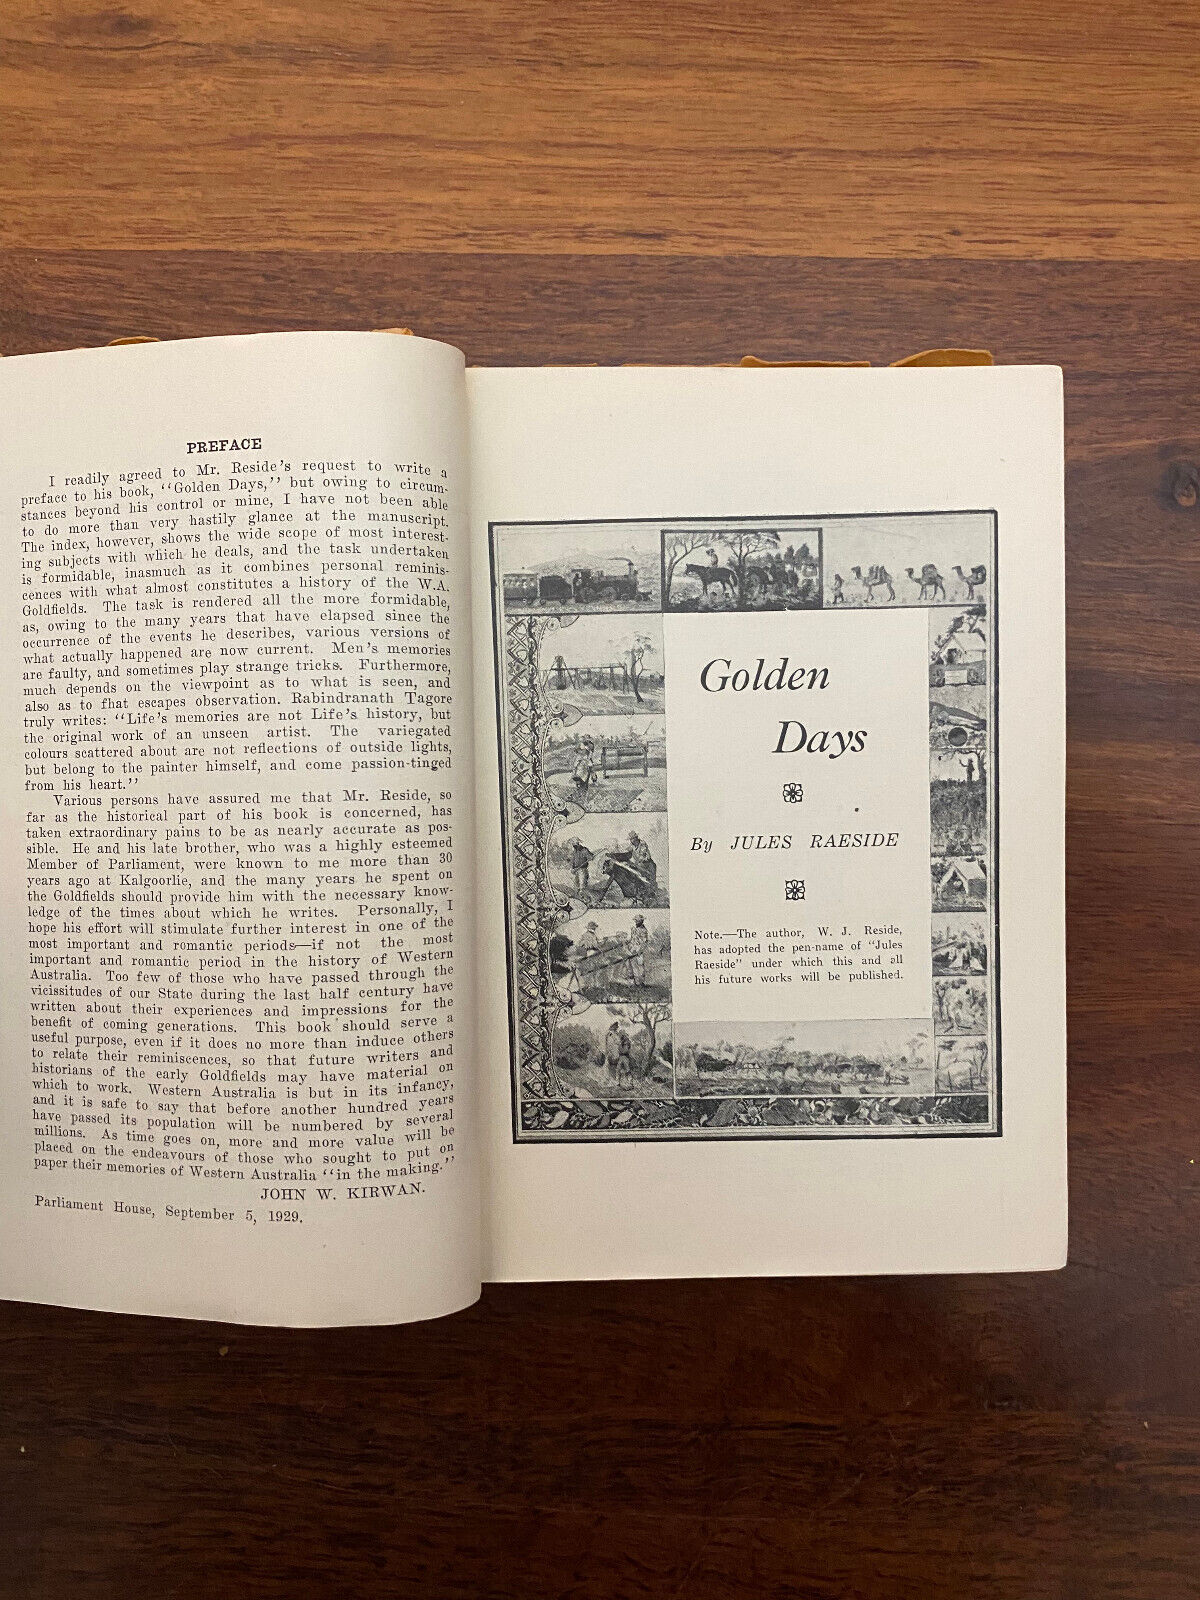 PREFACE
I readily agreed to Mr. Reside's request to write a
preface to his book, "Golden Days," but owing to circum-
stances beyond his control or mine, I have not been able
to do more than very hastily glance at the manuscript.
The index, however, shows the wide scope of most interest-
ing subjects with which he deals, and the task undertaken
is formidable, inasmuch as it combines personal reminis-
cences with what almost constitutes a history of the W.A.
Goldfields. The task is rendered all the more formidable,
as, owing to the many years that have elapsed since the
occurrence of the events he describes, various versions of
what actually happened are now current. Men's memories
are faulty, and sometimes play strange tricks. Furthermore,
much depends on the viewpoint as to what is seen, and
also as to fhat escapes observation. Rabindranath Tagore
truly writes: "Life's memories are not Life's history, but
the original work of an unseen artist. The variegated
colours scattered about are not reflections of outside lights,
but belong to the painter himself, and come passion-tinged
from his heart."
Various persons have assured me that Mr. Reside, so
far as the historical part of his book is concerned, has
taken extraordinary pains to be as nearly accurate as pos-
sible. He and his late brother, who was a highly esteemed
Member of Parliament, were known to me more than 30
years ago at Kalgoorlie, and the many years he spent on
the Goldfields should provide him with the necessary know-
ledge of the times about which he writes. Personally, I
hope his effort will stimulate further interest in one of the
most important and romantic periods—if not the most
important and romantic period in the history of Western
Australia. Too few of those who have passed through the
vicissitudes of our State during the last half century have
written about their experiences and impressions for the
benefit of coming generations. This book should serve a
useful purpose, even if it does no more than induce others
to relate their reminiscences, so that future writers and
historians of the early Goldfields may have material on
which to work. Western Australia is but in its infancy,
and it is safe to say that before another hundred years
have passed its population will be numbered by several
millions. As time goes on, more and more value will be
placed on the endeavours of those who sought to put on
paper their memories of Western Australia "in the making."
JOHN W. KIRWAN.
Parliament House, September 5, 1929.
Golden
Days
By JULES RAESIDE
Note.—The author, W. J. Reside,
has adopted the pen-name of "Jules
Raeside" under which this and all
his future works will be published.